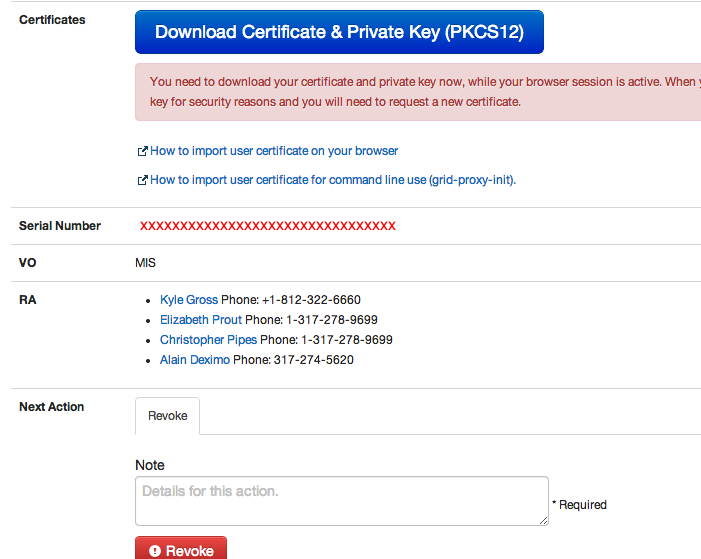 Certificates
Download Certificate & Private Key (PKCS12)
You need to download your certificate and private key now, while your browser session is active. When
key for security reasons and you will need to request a new certificate.
How to import user certificate on your browser
How to import user certificate for command line use (grid-proxy-init).
Serial Number XXXXXXXXXXXXXXXXXXXXXXXXXXXXXXXX
VO MIS
RA
• Kyle Gross Phone: +1-812-322-6660
• Elizabeth Prout Phone: 1-317-278-9699
• Christopher Pipes Phone: 1-317-278-9699
• Alain Deximo Phone: 317-274-5620
Next Action Revoke
Note
Details for this action.
* Required
Revoke